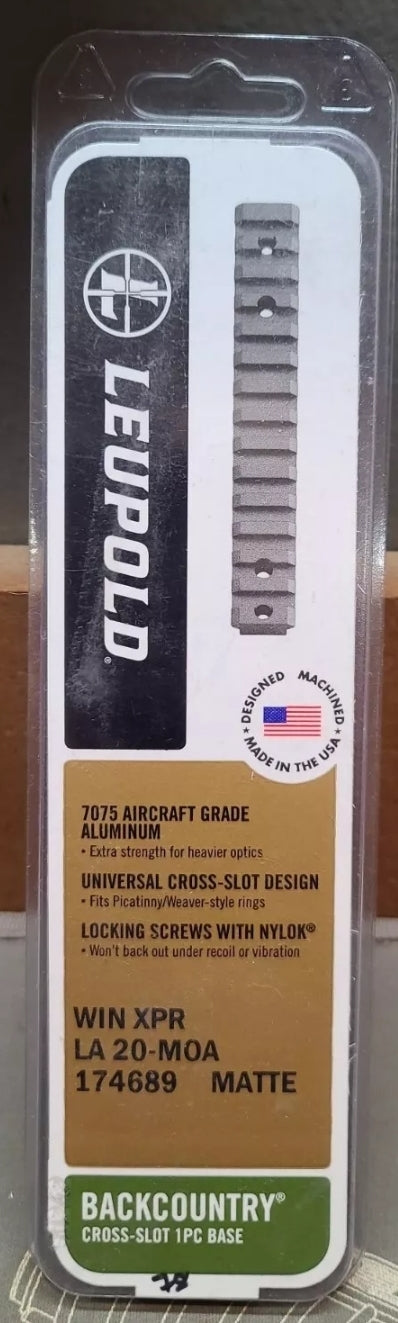 LEUPOLD®
DESIGNED MACHINED
★ MADE IN THE USA ★
7075 AIRCRAFT GRADE
ALUMINUM
• Extra strength for heavier optics
UNIVERSAL CROSS-SLOT DESIGN
• Fits Picatinny/Weaver-style rings
LOCKING SCREWS WITH NYLOK®
• Won't back out under recoil or vibration
WIN XPR
LA 20-MOA
174689 MATTE
BACKCOUNTRY®
CROSS-SLOT 1PC BASE